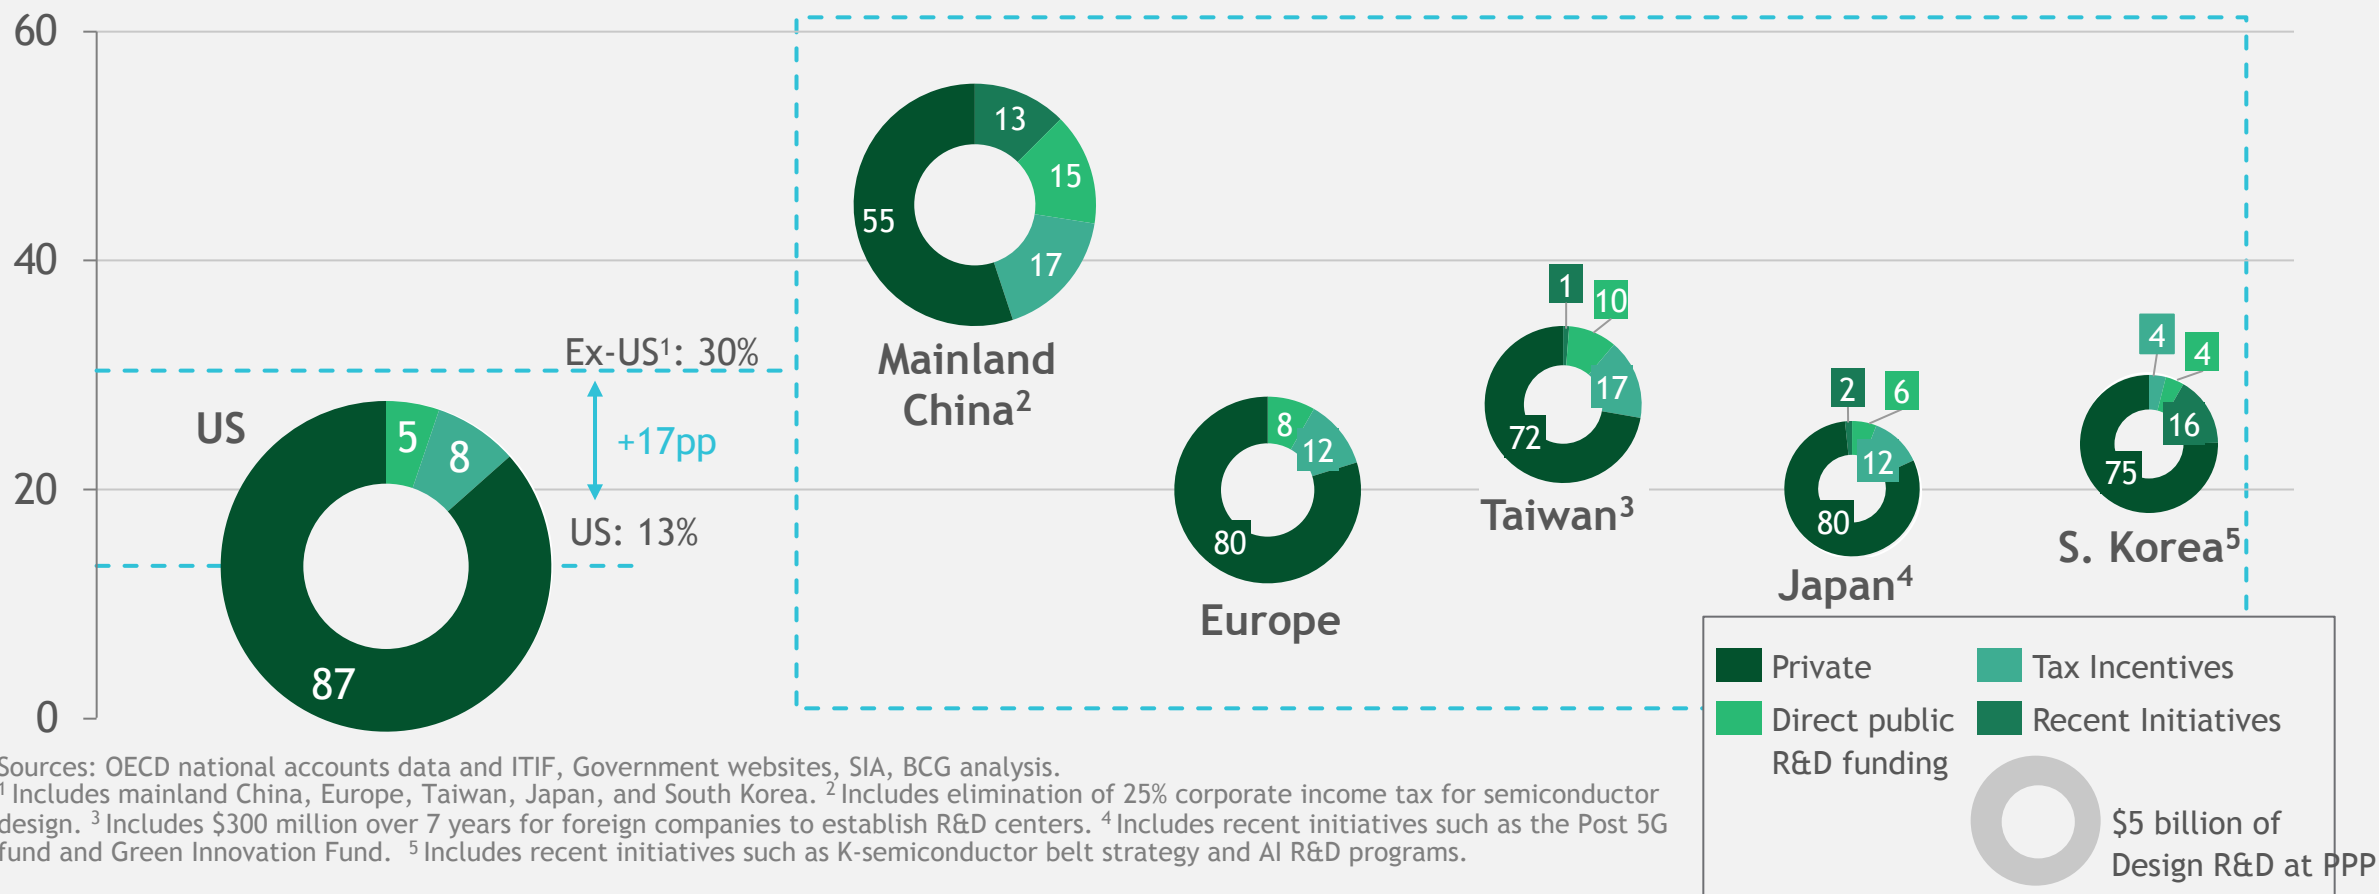 60
40
20
0
US
5
8
87
Ex-US¹: 30%
+17pp
US: 13%
13
15
17
55
Mainland
China²
8
12
80
Europe
1
10
17
72
Taiwan³
2
6
12
80
Japan⁴
4
4
16
75
S. Korea⁵
Private
Tax Incentives
Direct public
R&D funding
Recent Initiatives
$5 billion of
Design R&D at PPP
Sources: OECD national accounts data and ITIF, Government websites, SIA, BCG analysis.
¹ Includes mainland China, Europe, Taiwan, Japan, and South Korea. ² Includes elimination of 25% corporate income tax for semiconductor
design. ³ Includes $300 million over 7 years for foreign companies to establish R&D centers. ⁴ Includes recent initiatives such as the Post 5G
fund and Green Innovation Fund. ⁵ Includes recent initiatives such as K-semiconductor belt strategy and AI R&D programs.